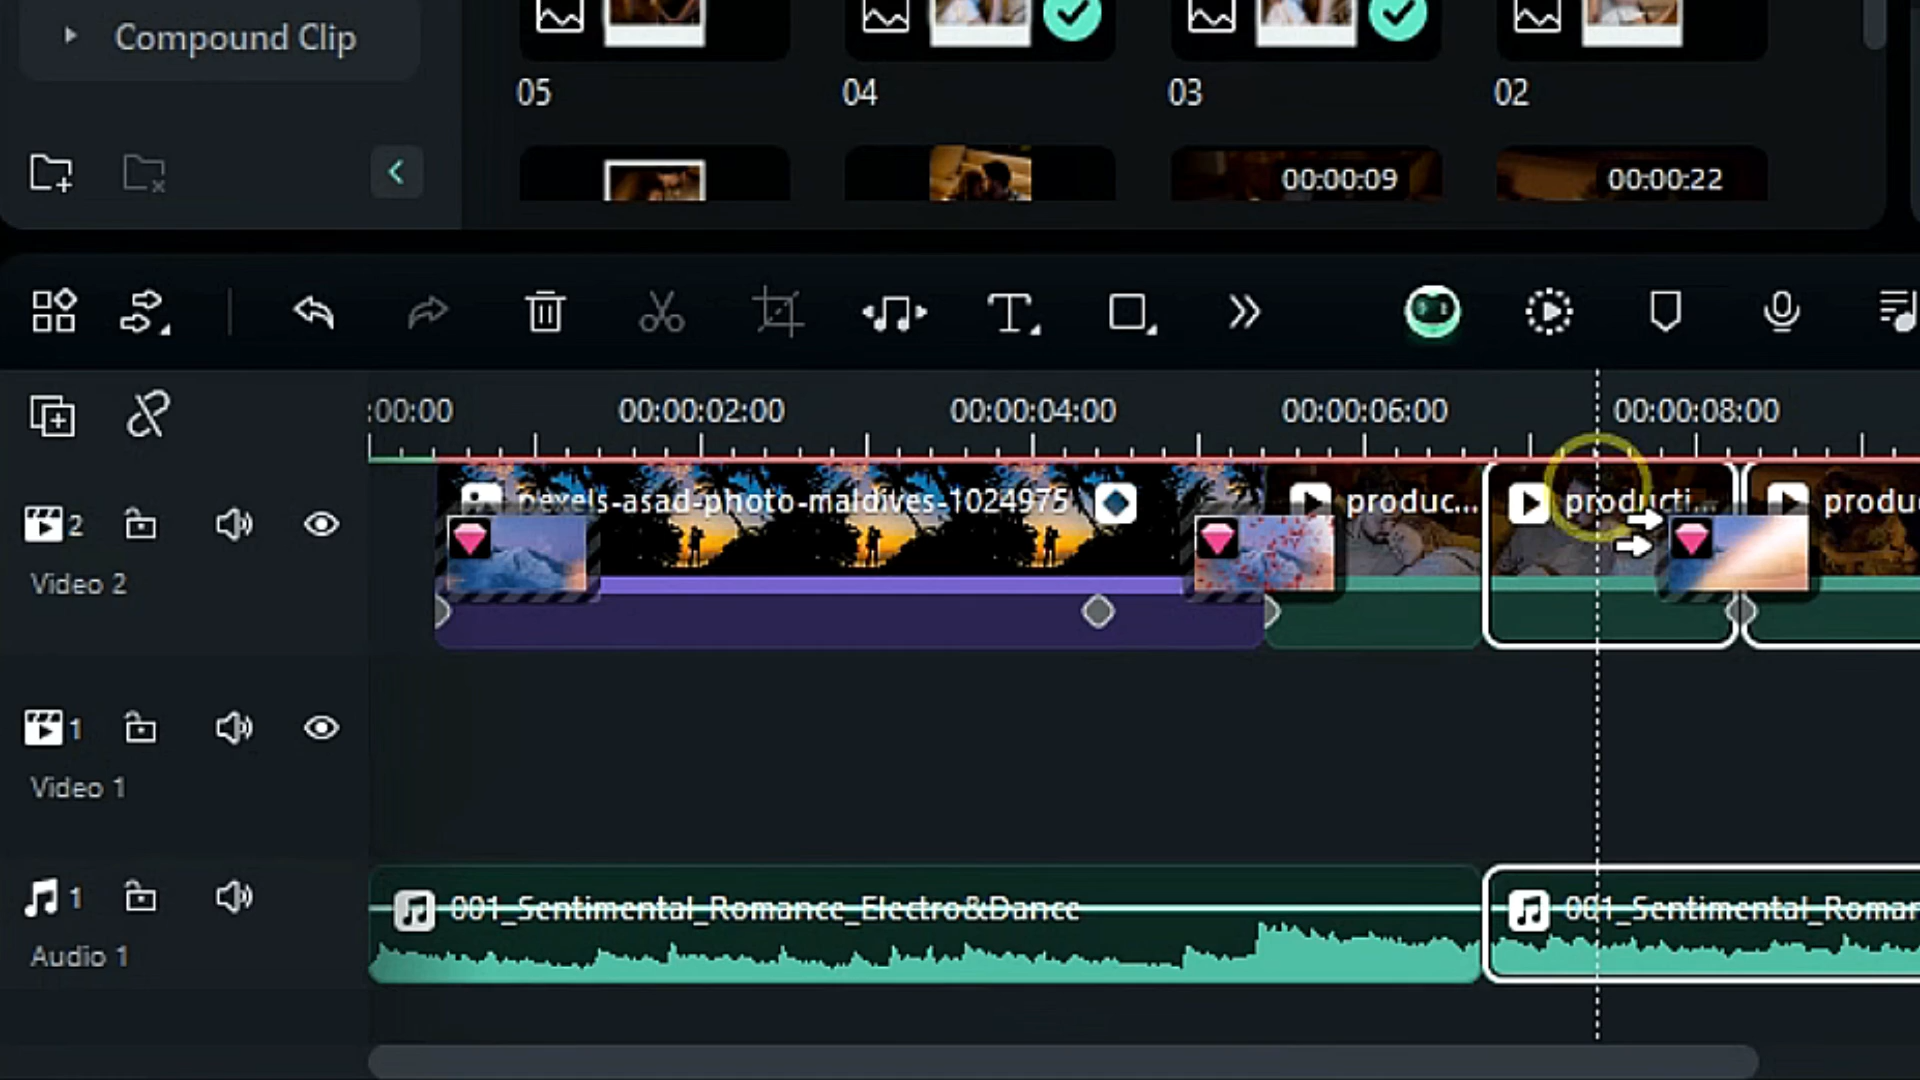 Compound Clip
05
04
03
02
00:00:09
00:00:22
:00:00
00:00:02:00
00:00:04:00
00:00:06:00
00:00:08:00
pexels-asad-photo-maldives-1024975
produc...
producti...
produ
2
Video 2
1
Video 1
1
Audio 1
001_Sentimental_Romance_Electro&Dance
001_Sentimental_Roman